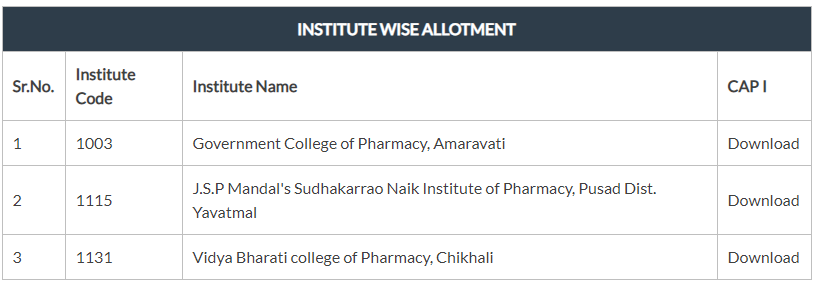 INSTITUTE WISE ALLOTMENT
Sr.No. Institute Code Institute Name CAP I
1 1003 Government College of Pharmacy, Amaravati Download
2 1115 J.S.P Mandal's Sudhakarrao Naik Institute of Pharmacy, Pusad Dist. Yavatmal Download
3 1131 Vidya Bharati college of Pharmacy, Chikhali Download